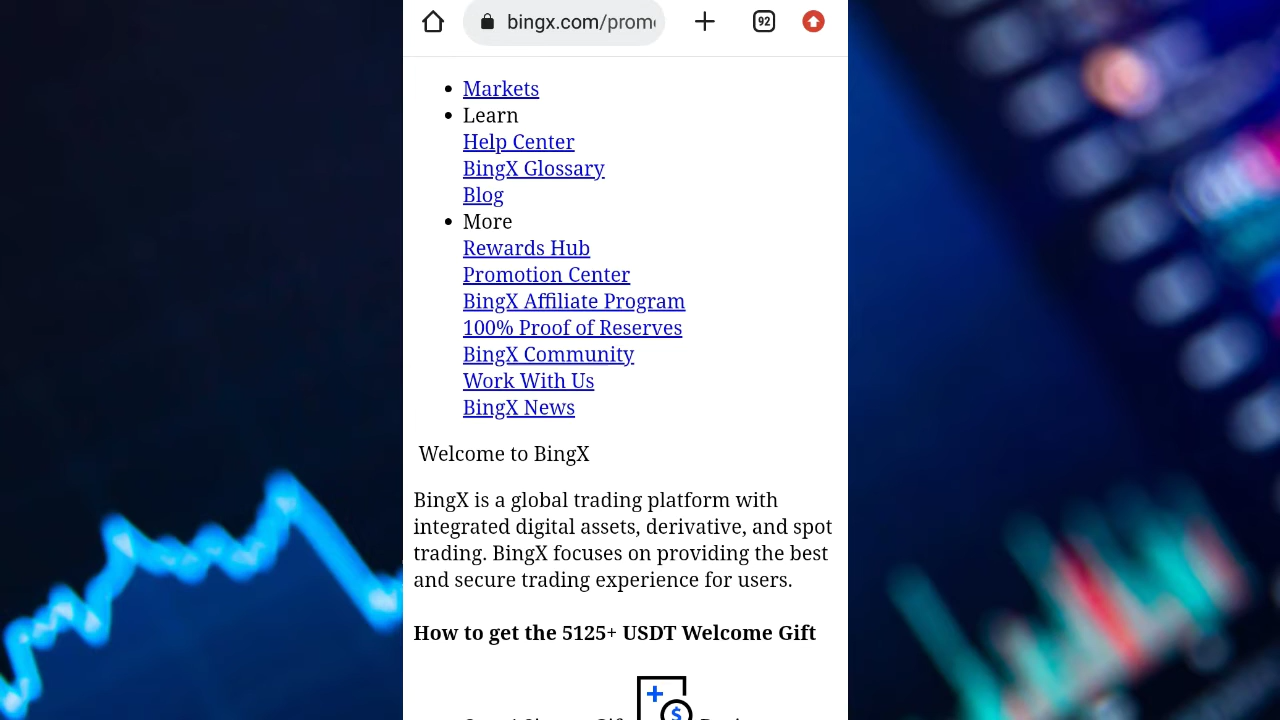 bingx.com/prom
92
Markets
Learn
Help Center
BingX Glossary
Blog
More
Rewards Hub
Promotion Center
BingX Affiliate Program
100% Proof of Reserves
BingX Community
Work With Us
BingX News
Welcome to BingX
BingX is a global trading platform with
integrated digital assets, derivative, and spot
trading. BingX focuses on providing the best
and secure trading experience for users.
How to get the 5125+ USDT Welcome Gift
$